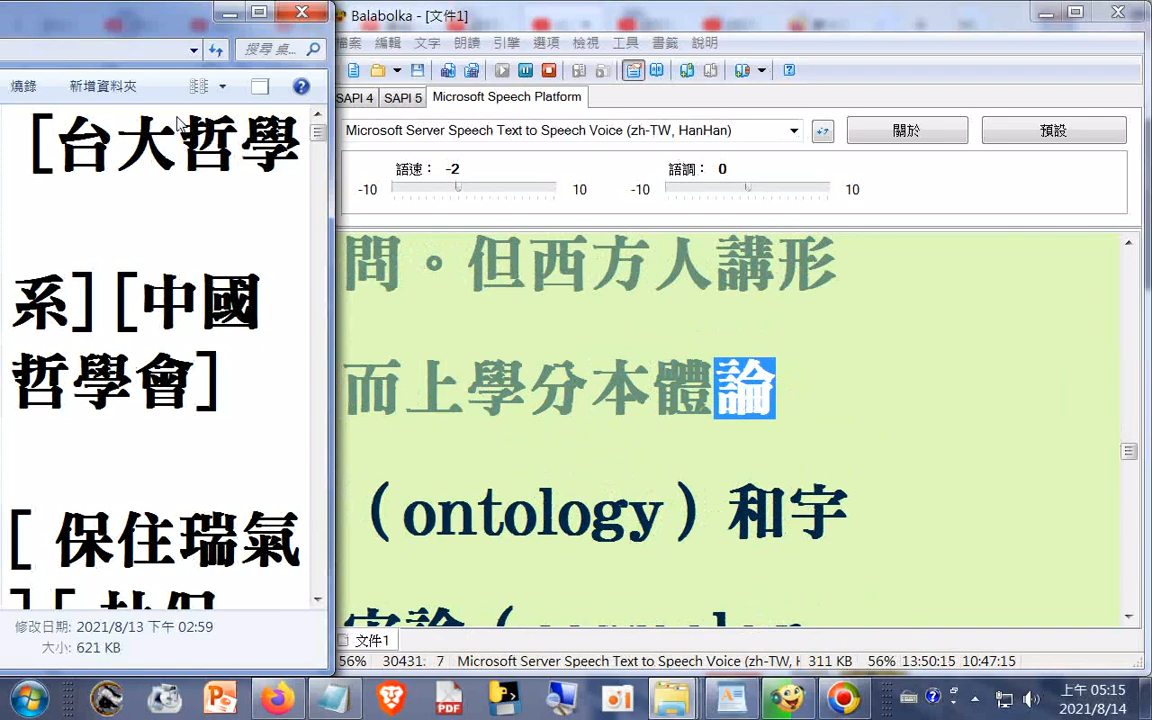 Balabolka - [文件1]
檔案 編輯 文字 朗讀 引擎 選項 檢視 工具 書籤 說明
搜尋 桌...
燒錄 新增資料夾
SAPI 4 SAPI 5 Microsoft Speech Platform
Microsoft Server Speech Text to Speech Voice (zh-TW, HanHan) 關於 預設
語速： -2 語調： 0
-10 10 -10 10
[台大哲學
系][中國
哲學會]
[ 保住瑞氣
問。但西方人講形
而上學分本體論
（ontology）和宇
修改日期: 2021/8/13 下午 02:59
大小: 621 KB
文件1
56% 30431: 7 Microsoft Server Speech Text to Speech Voice (zh-TW, H 311 KB 56% 13:50:15 10:47:15
PDF
上午 05:15
2021/8/14